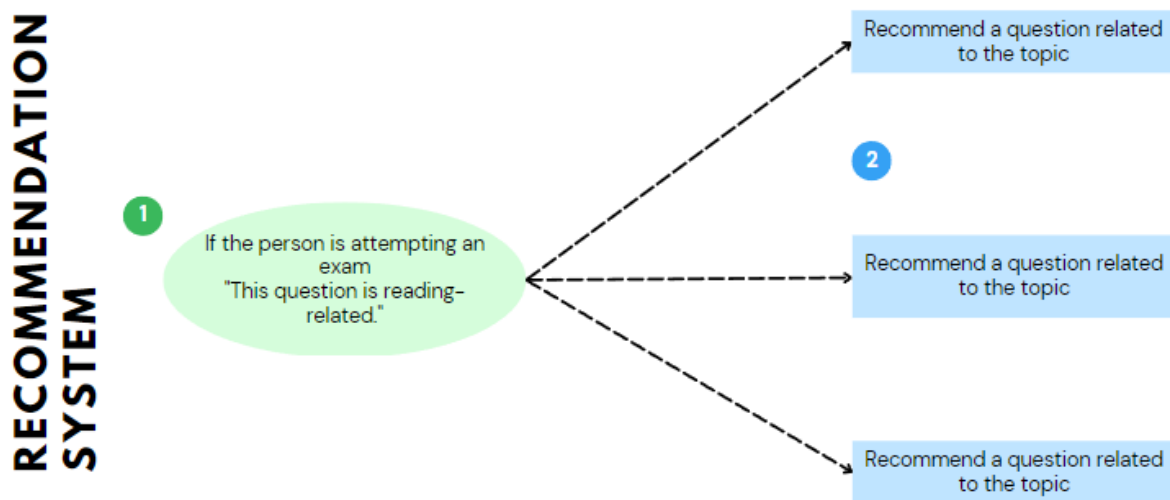 RECOMMENDATION
SYSTEM
1
If the person is attempting an
exam
"This question is reading-
related."
Recommend a question related
to the topic
2
Recommend a question related
to the topic
Recommend a question related
to the topic